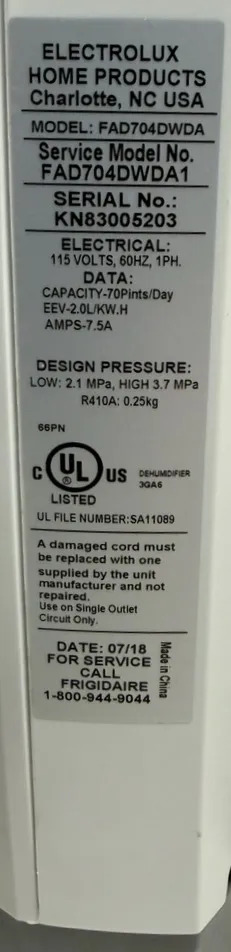 ELECTROLUX
HOME PRODUCTS
Charlotte, NC USA
MODEL: FAD704DWDA
Service Model No.
FAD704DWDA1
SERIAL No.:
KN83005203
ELECTRICAL:
115 VOLTS, 60HZ, 1PH.
DATA:
CAPACITY-70Pints/Day
EEV-2.0L/KW.H
AMPS-7.5A
DESIGN PRESSURE:
LOW: 2.1 MPa, HIGH 3.7 MPa
R410A: 0.25kg
66PN
C UL US
LISTED
DEHUMIDIFIER
3GA6
UL FILE NUMBER:SA11089
A damaged cord must
be replaced with one
supplied by the unit
manufacturer and not
repaired.
Use on Single Outlet
Circuit Only.
DATE: 07/18
FOR SERVICE
CALL
FRIGIDAIRE
1-800-944-9044
Made in China